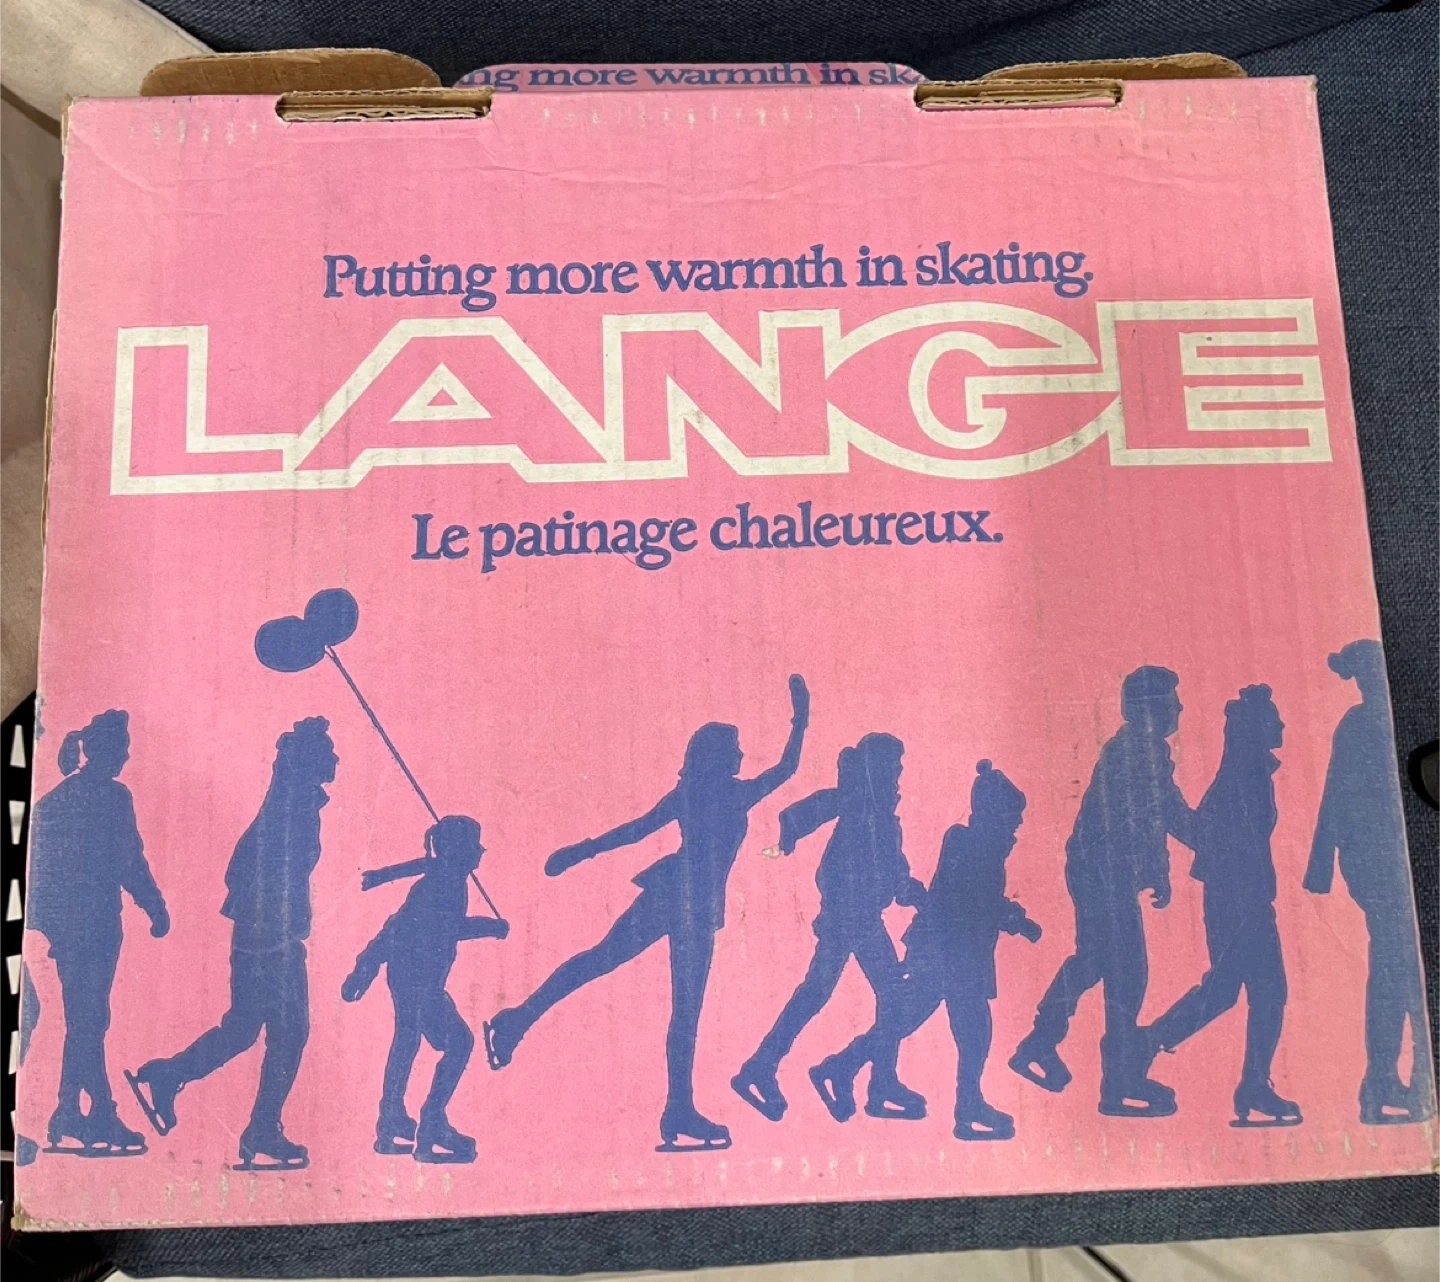 ng more warmth in sk
Putting more warmth in skating.
LANGE
Le patinage chaleureux.